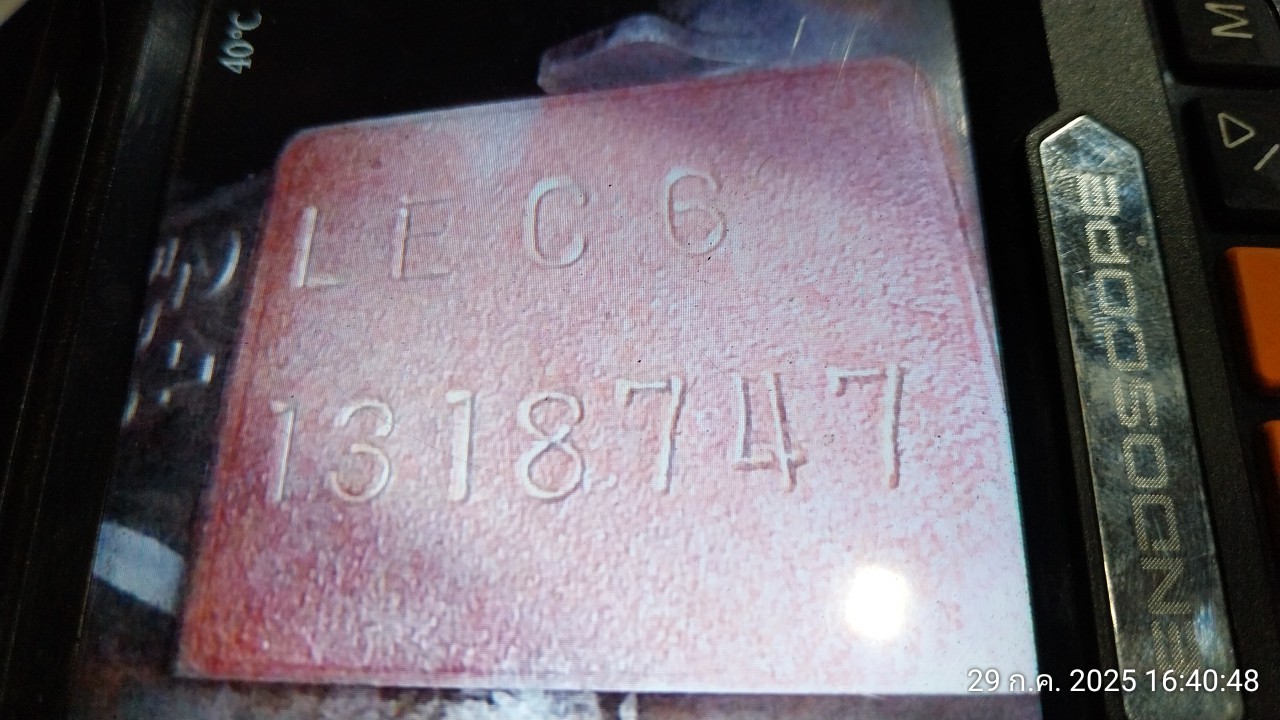 40°C
LEC6
1318747
ENDOSCOPE
M
29 ก.ค. 2025 16:40:48